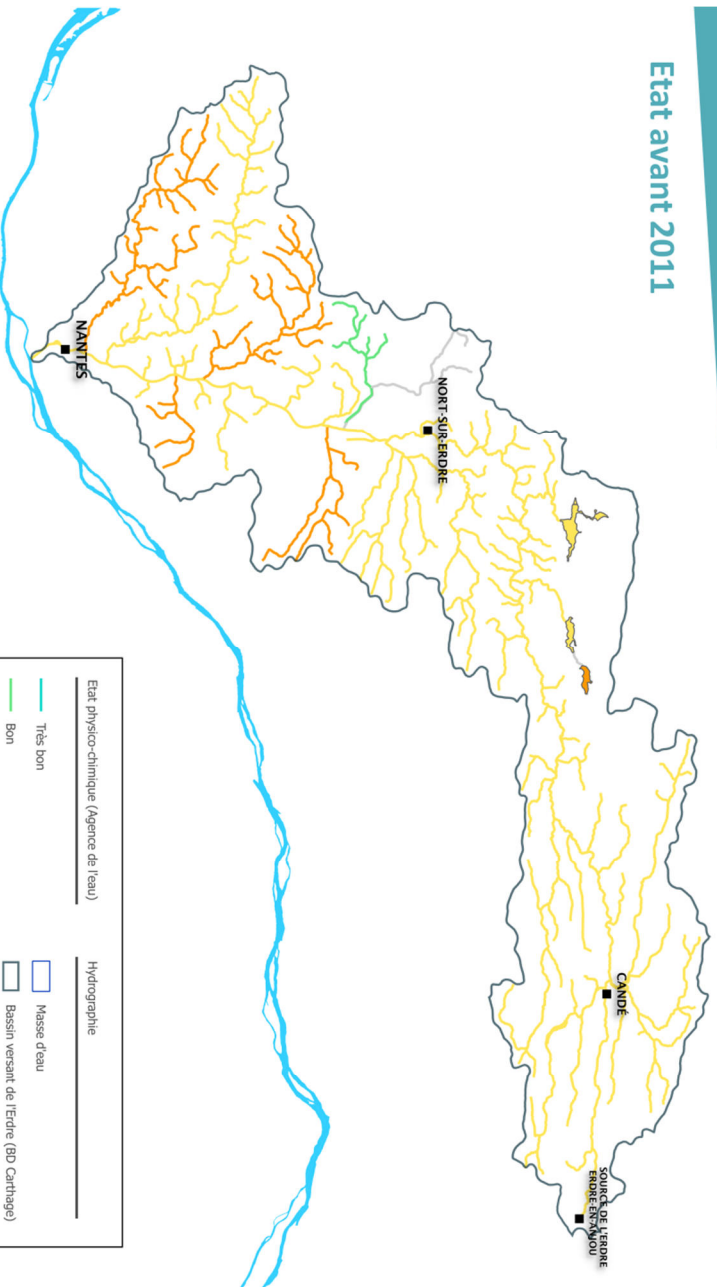 Etat avant 2011
SOURCE DE L'ERDRE
ERDRE-EN-ANJOU
CANDÉ
NORT-SUR-ERDRE
NANTES
Etat physico-chimique (Agence de l'eau)
Très bon
Bon
Hydrographie
Masse d'eau
Bassin versant de l'Erdre (BD Carthage)